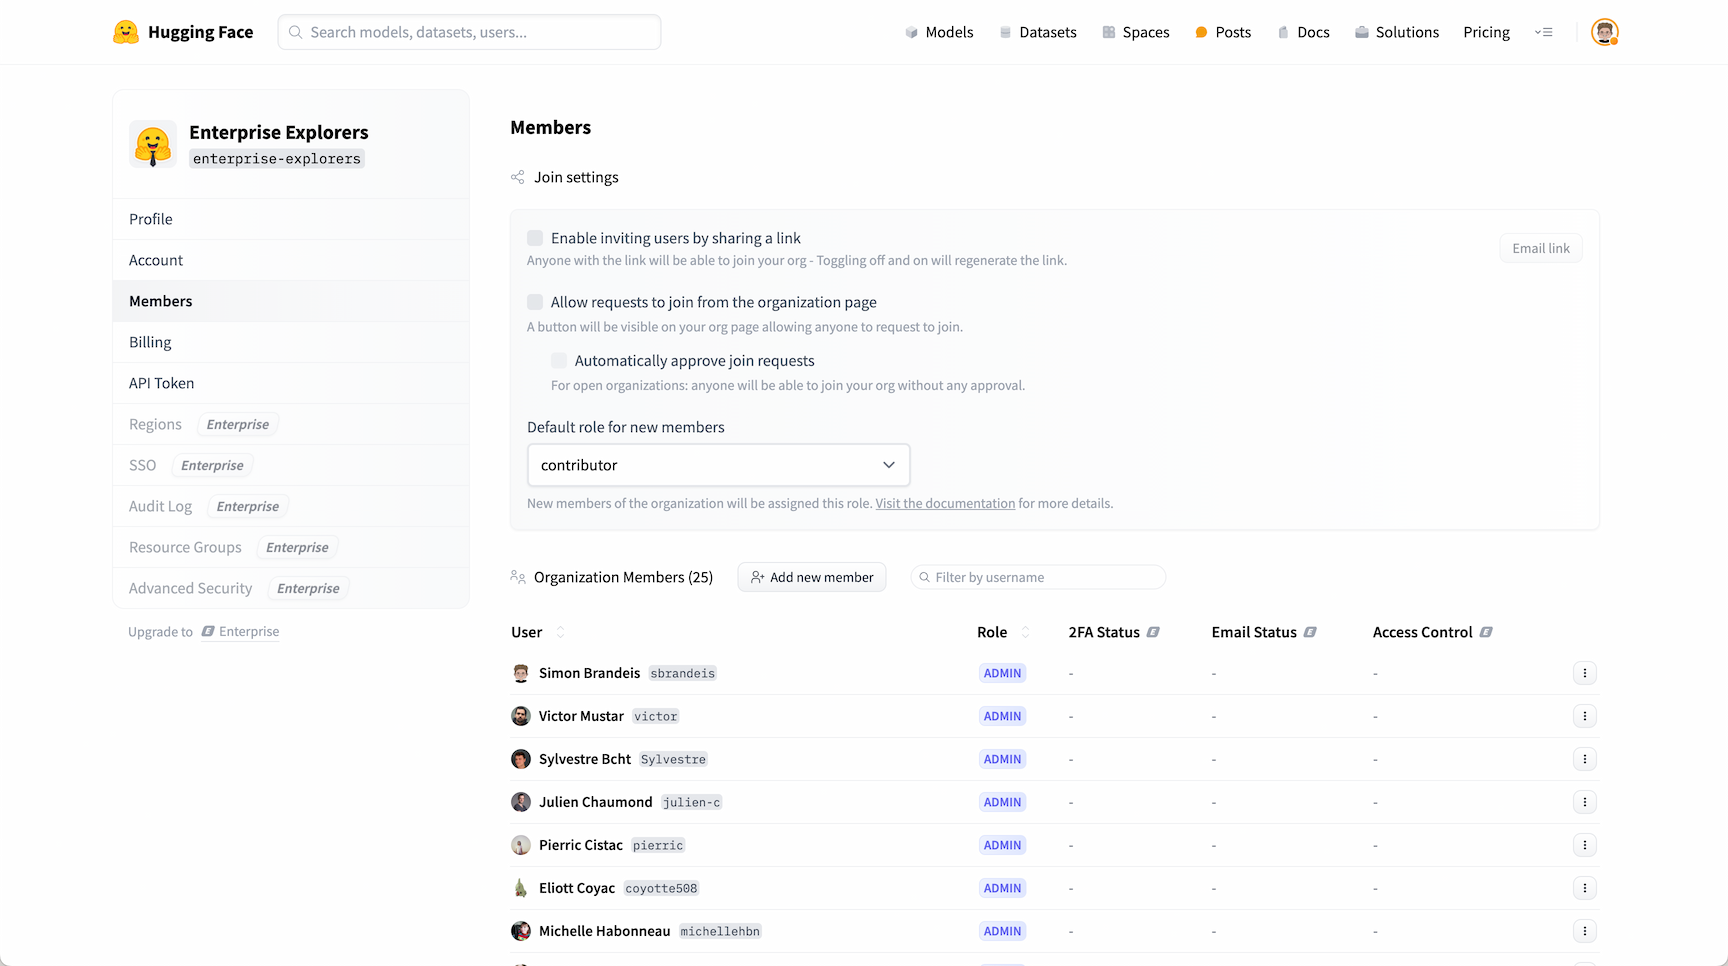 Hugging Face
Search models, datasets, users...
Models
Datasets
Spaces
Posts
Docs
Solutions
Pricing
Enterprise Explorers
enterprise-explorers
Profile
Account
Members
Billing
API Token
Regions Enterprise
SSO Enterprise
Audit Log Enterprise
Resource Groups Enterprise
Advanced Security Enterprise
Upgrade to E Enterprise
Members
Join settings
Enable inviting users by sharing a link
Anyone with the link will be able to join your org - Toggling off and on will regenerate the link.
Email link
Allow requests to join from the organization page
A button will be visible on your org page allowing anyone to request to join.
Automatically approve join requests
For open organizations: anyone will be able to join your org without any approval.
Default role for new members
contributor
New members of the organization will be assigned this role. Visit the documentation for more details.
Organization Members (25)
Add new member
Filter by username
User Role 2FA Status E Email Status E Access Control E
Simon Brandeis sbrandeis ADMIN - - -
Victor Mustar victor ADMIN - - -
Sylvestre Bcht Sylvestre ADMIN - - -
Julien Chaumond julien-c ADMIN - - -
Pierric Cistac pierric ADMIN - - -
Eliott Coyac coyotte508 ADMIN - - -
Michelle Habonneau michellehbn ADMIN - - -